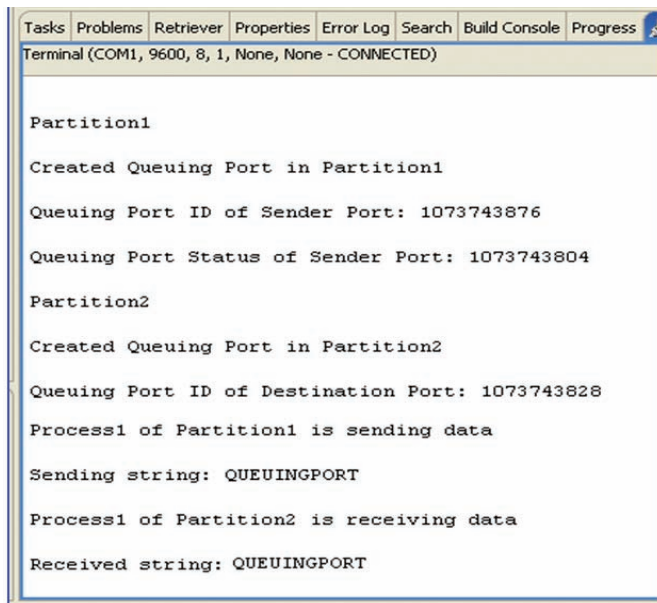 Tasks Problems Retriever Properties Error Log Search Build Console Progress
Terminal (COM1, 9600, 8, 1, None, None - CONNECTED)
Partition1
Created Queuing Port in Partition1
Queuing Port ID of Sender Port: 1073743876
Queuing Port Status of Sender Port: 1073743804
Partition2
Created Queuing Port in Partition2
Queuing Port ID of Destination Port: 1073743828
Process1 of Partition1 is sending data
Sending string: QUEUINGPORT
Process1 of Partition2 is receiving data
Received string: QUEUINGPORT